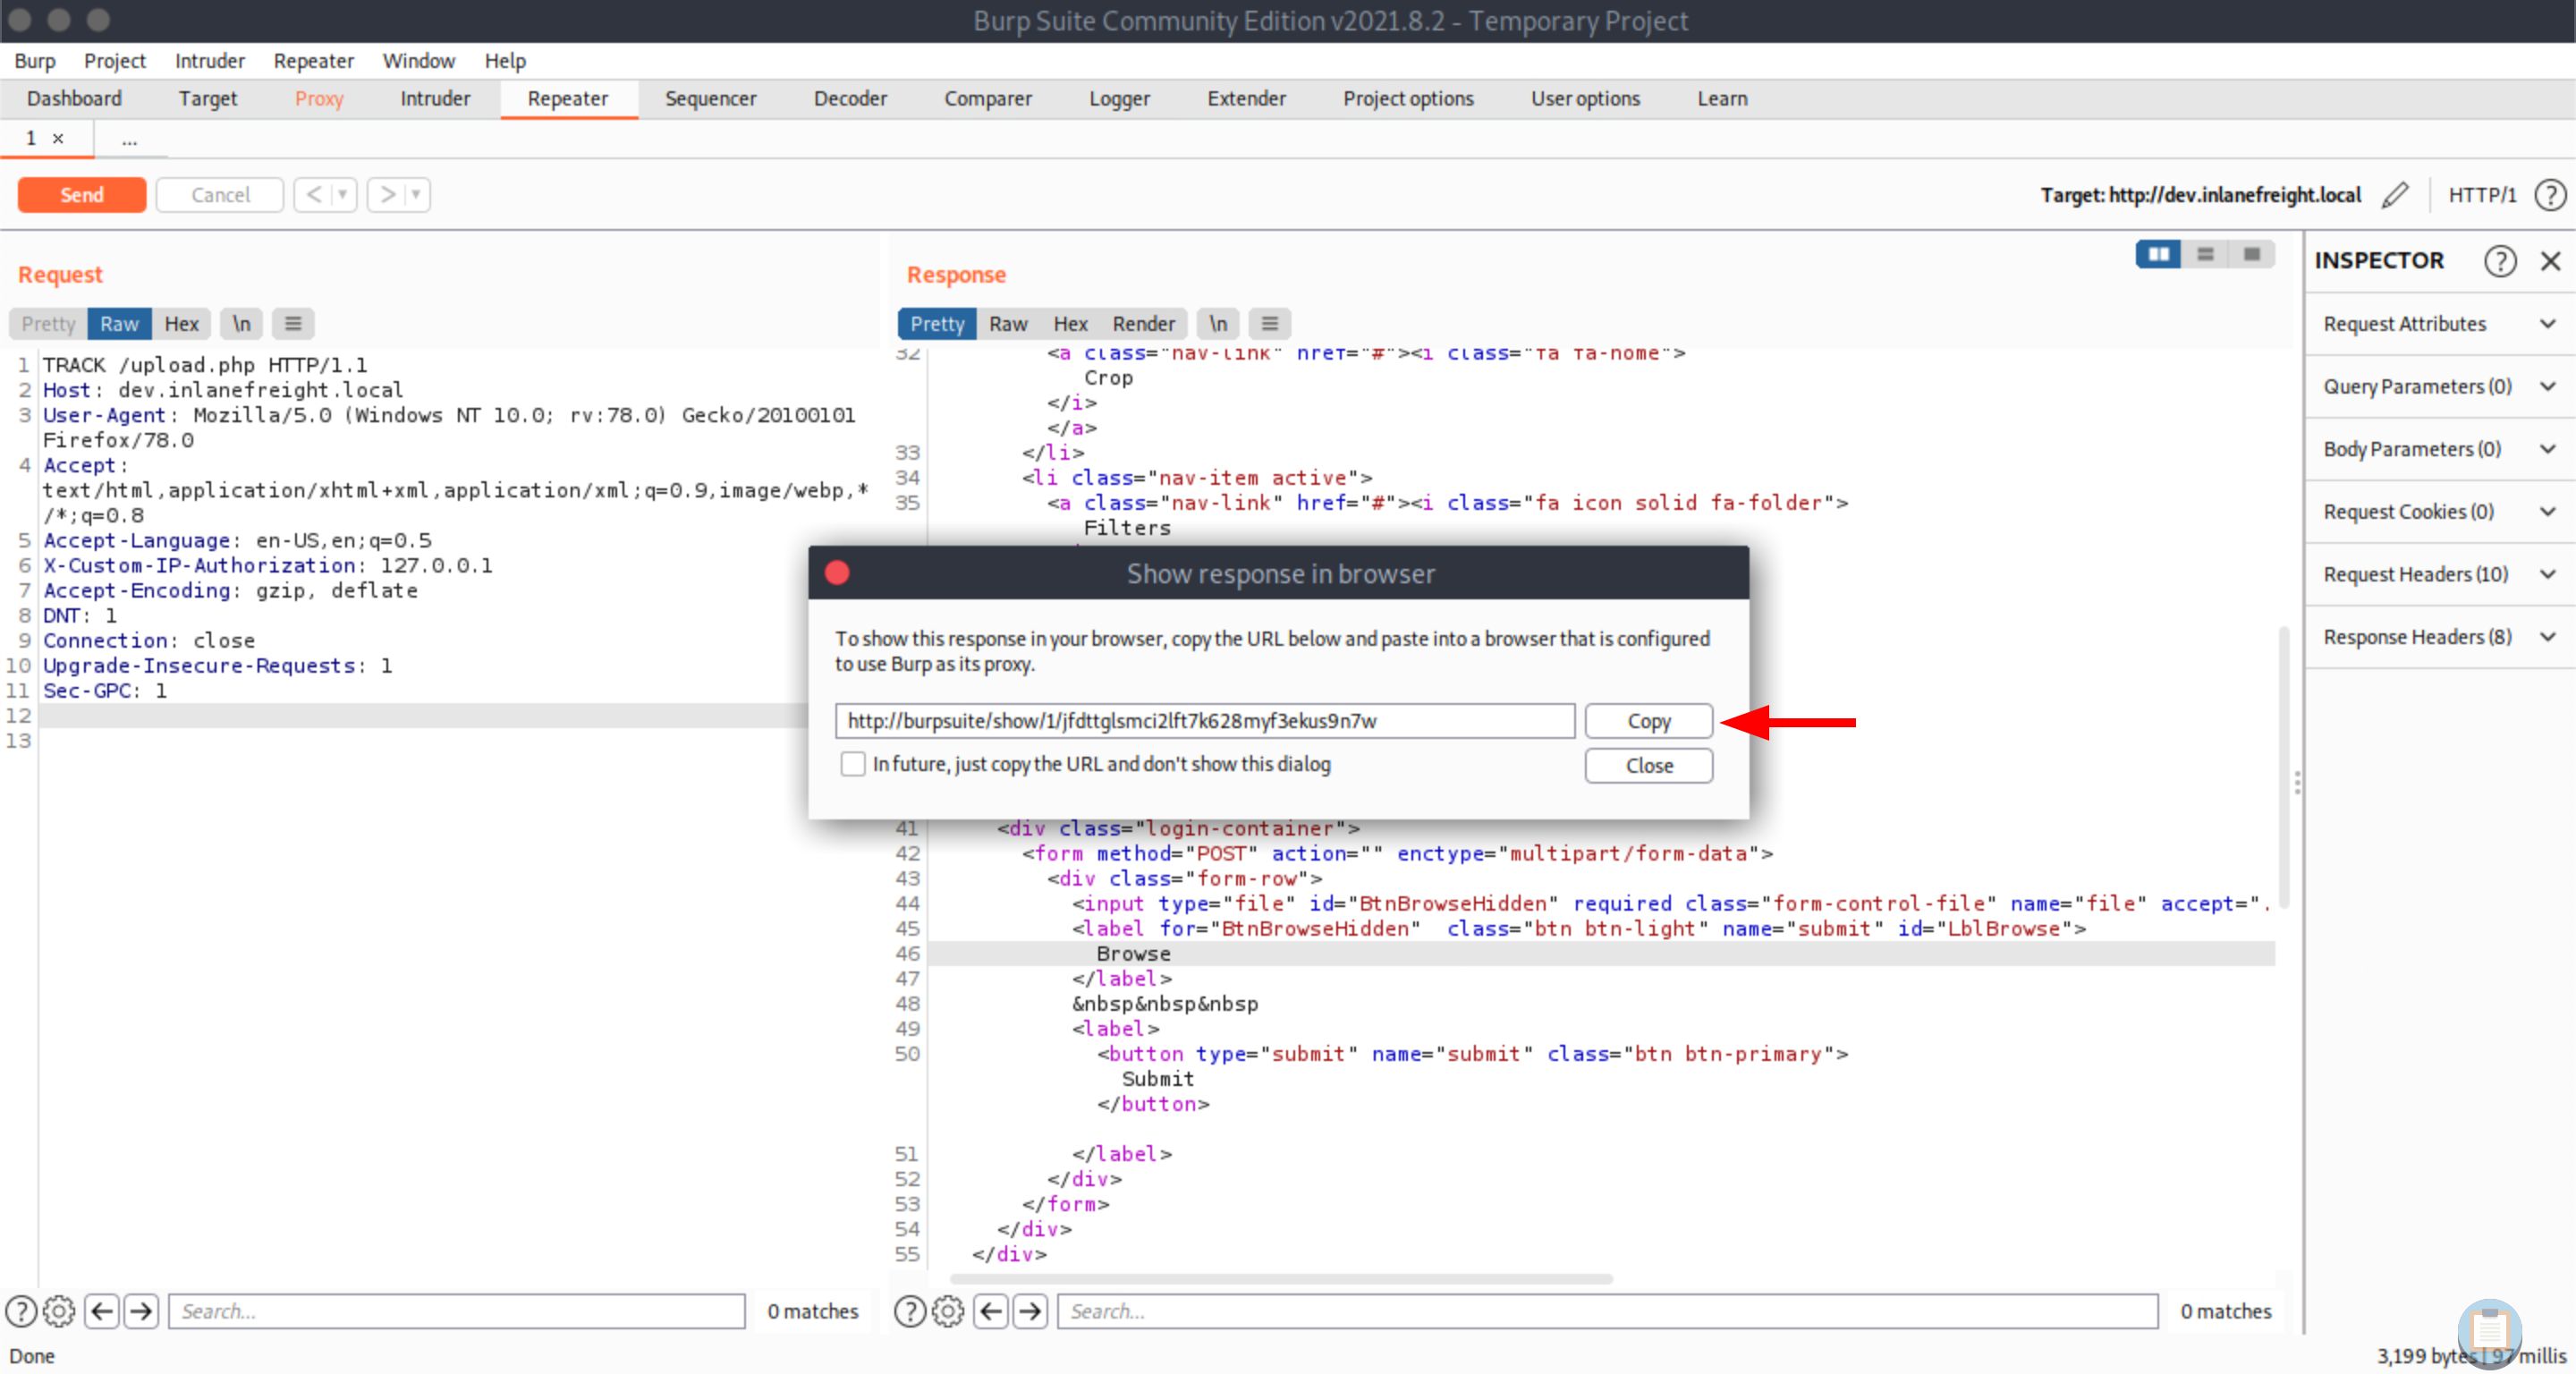 Burp Suite Community Edition v2021.8.2 - Temporary Project
Burp Project Intruder Repeater Window Help
Dashboard Target Proxy Intruder Repeater Sequencer Decoder Comparer Logger Extender Project options User options Learn
1 × ...
Send Cancel < > Target: http://dev.inlanefreight.local HTTP/1 ?
Request
Pretty Raw Hex \n
1 TRACK /upload.php HTTP/1.1
2 Host: dev.inlanefreight.local
3 User-Agent: Mozilla/5.0 (Windows NT 10.0; rv:78.0) Gecko/20100101
Firefox/78.0
4 Accept:
text/html,application/xhtml+xml,application/xml;q=0.9,image/webp,*
/*;q=0.8
5 Accept-Language: en-US,en;q=0.5
6 X-Custom-IP-Authorization: 127.0.0.1
7 Accept-Encoding: gzip, deflate
8 DNT: 1
9 Connection: close
10 Upgrade-Insecure-Requests: 1
11 Sec-GPC: 1
12
13
Search... 0 matches
Response
Pretty Raw Hex Render \n
32 <a class="nav-link" href="#"><i class="fa fa-home">
Crop
</i>
</a>
33 </li>
34 <li class="nav-item active">
35 <a class="nav-link" href="#"><i class="fa icon solid fa-folder">
Filters
Show response in browser
To show this response in your browser, copy the URL below and paste into a browser that is configured
to use Burp as its proxy.
http://burpsuite/show/1/jfdttglsmci2lft7k628myf3ekus9n7w Copy
In future, just copy the URL and don't show this dialog Close
41 <div class="login-container">
42 <form method="POST" action="" enctype="multipart/form-data">
43 <div class="form-row">
44 <input type="file" id="BtnBrowseHidden" required class="form-control-file" name="file" accept=".
45 <label for="BtnBrowseHidden"  class="btn btn-light" name="submit" id="LblBrowse">
46 Browse
47 </label>
48 &nbsp&nbsp&nbsp
49 <label>
50 <button type="submit" name="submit" class="btn btn-primary">
Submit
</button>
51 </label>
52 </div>
53 </form>
54 </div>
55 </div>
Search... 0 matches
INSPECTOR ?
Request Attributes
Query Parameters (0)
Body Parameters (0)
Request Cookies (0)
Request Headers (10)
Response Headers (8)
Done
3,199 bytes | 97 millis